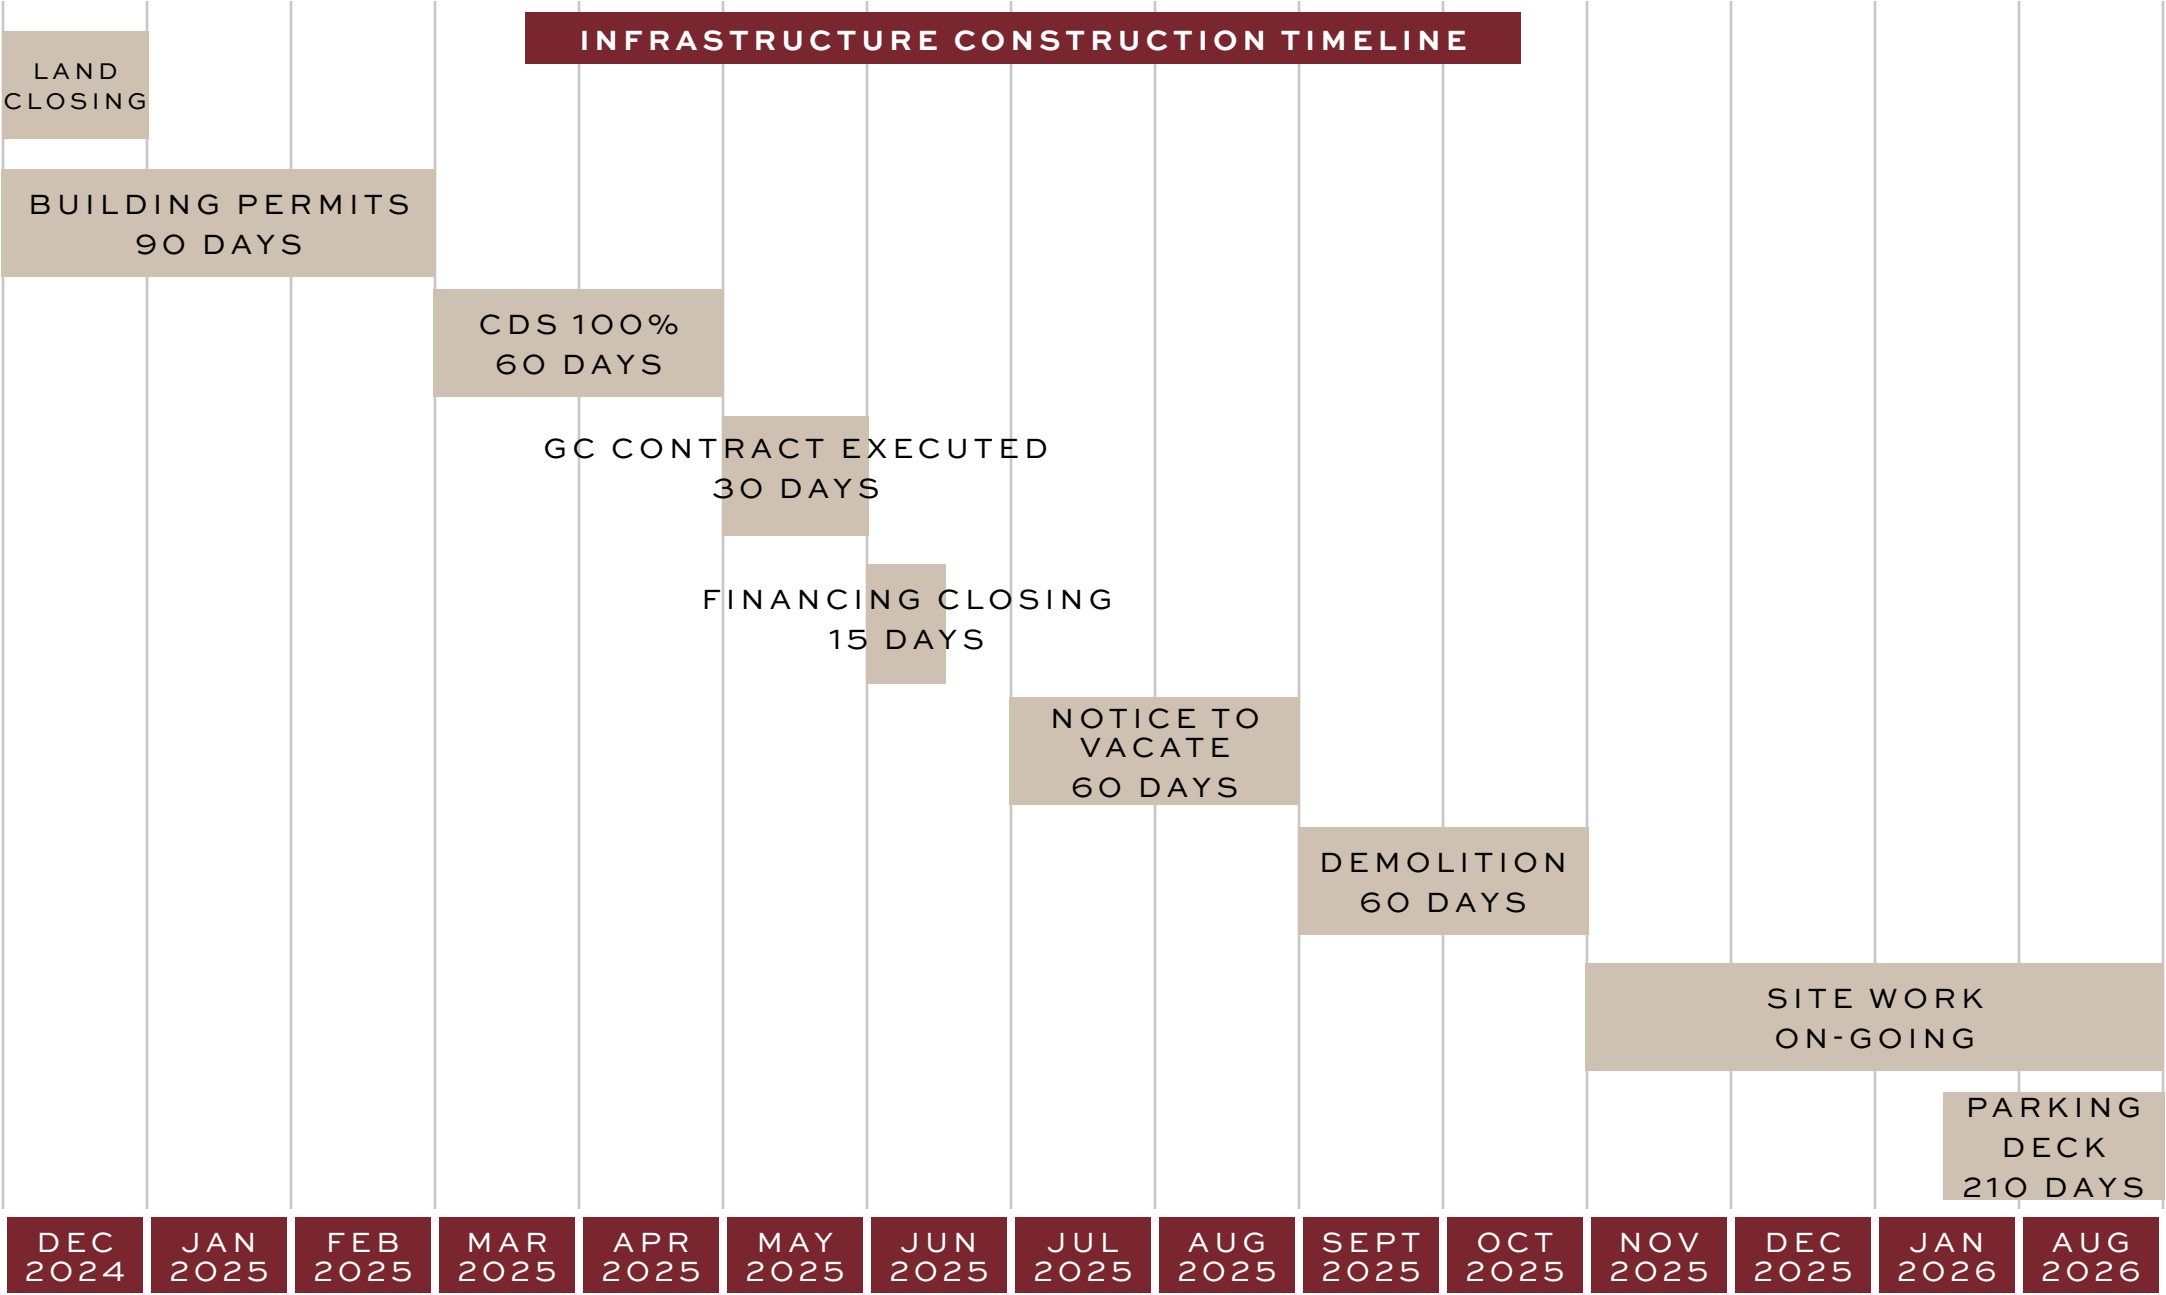 INFRASTRUCTURE CONSTRUCTION TIMELINE
LAND
CLOSING
BUILDING PERMITS
90 DAYS
CDS 100%
60 DAYS
GC CONTRACT EXECUTED
30 DAYS
FINANCING CLOSING
15 DAYS
NOTICE TO
VACATE
60 DAYS
DEMOLITION
60 DAYS
SITE WORK
ON-GOING
PARKING
DECK
210 DAYS
DEC
2024
JAN
2025
FEB
2025
MAR
2025
APR
2025
MAY
2025
JUN
2025
JUL
2025
AUG
2025
SEPT
2025
OCT
2025
NOV
2025
DEC
2025
JAN
2026
AUG
2026